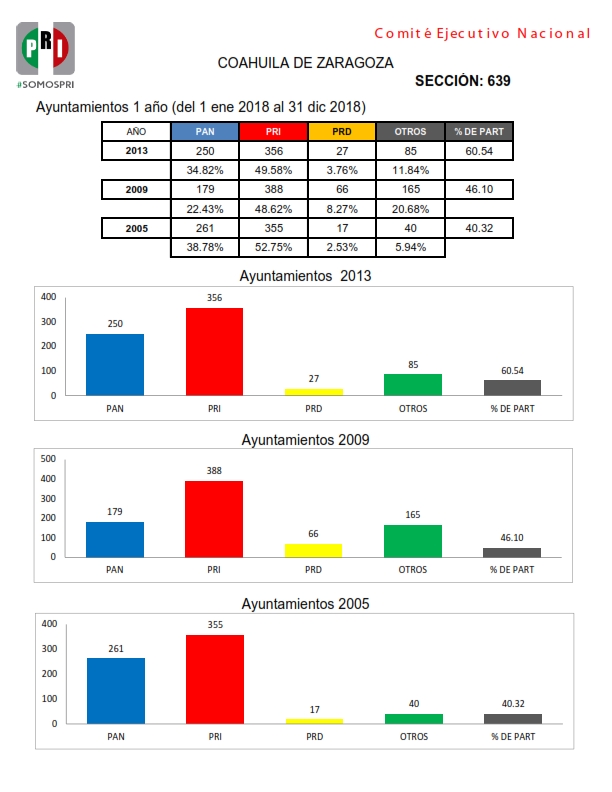 Comité Ejecutivo Nacional
PRI
#SOMOSPRI
COAHUILA DE ZARAGOZA
SECCIÓN: 639
Ayuntamientos 1 año (del 1 ene 2018 al 31 dic 2018)
AÑO PAN PRI PRD OTROS % DE PART
2013 250 356 27 85 60.54
34.82% 49.58% 3.76% 11.84%
2009 179 388 66 165 46.10
22.43% 48.62% 8.27% 20.68%
2005 261 355 17 40 40.32
38.78% 52.75% 2.53% 5.94%
Ayuntamientos 2013
400
300
200
100
0
250 356 27 85 60.54
PAN PRI PRD OTROS % DE PART
Ayuntamientos 2009
500
400
300
200
100
0
179 388 66 165 46.10
PAN PRI PRD OTROS % DE PART
Ayuntamientos 2005
400
300
200
100
0
261 355 17 40 40.32
PAN PRI PRD OTROS % DE PART